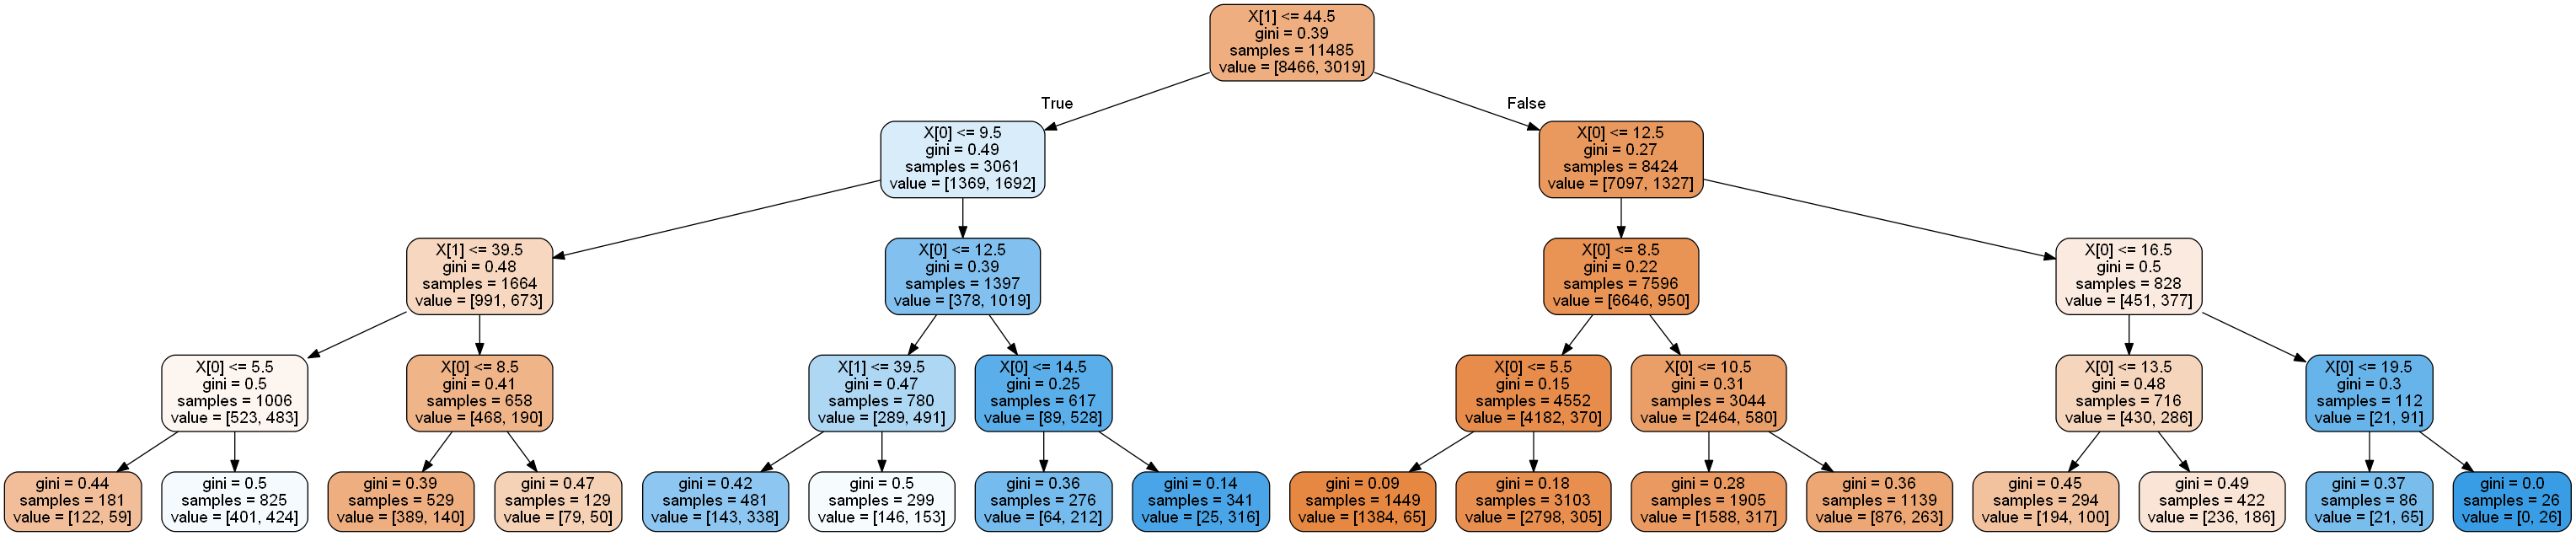 X[1] <= 44.5
gini = 0.39
samples = 11485
value = [8466, 3019]
True
False
X[0] <= 9.5
gini = 0.49
samples = 3061
value = [1369, 1692]
X[0] <= 12.5
gini = 0.27
samples = 8424
value = [7097, 1327]
X[1] <= 39.5
gini = 0.48
samples = 1664
value = [991, 673]
X[0] <= 12.5
gini = 0.39
samples = 1397
value = [378, 1019]
X[0] <= 8.5
gini = 0.22
samples = 7596
value = [6646, 950]
X[0] <= 16.5
gini = 0.5
samples = 828
value = [451, 377]
X[0] <= 5.5
gini = 0.5
samples = 1006
value = [523, 483]
X[0] <= 8.5
gini = 0.41
samples = 658
value = [468, 190]
X[1] <= 39.5
gini = 0.47
samples = 780
value = [289, 491]
X[0] <= 14.5
gini = 0.25
samples = 617
value = [89, 528]
X[0] <= 5.5
gini = 0.15
samples = 4552
value = [4182, 370]
X[0] <= 10.5
gini = 0.31
samples = 3044
value = [2464, 580]
X[0] <= 13.5
gini = 0.48
samples = 716
value = [430, 286]
X[0] <= 19.5
gini = 0.3
samples = 112
value = [21, 91]
gini = 0.44
samples = 181
value = [122, 59]
gini = 0.5
samples = 825
value = [401, 424]
gini = 0.39
samples = 529
value = [389, 140]
gini = 0.47
samples = 129
value = [79, 50]
gini = 0.42
samples = 481
value = [143, 338]
gini = 0.5
samples = 299
value = [146, 153]
gini = 0.36
samples = 276
value = [64, 212]
gini = 0.14
samples = 341
value = [25, 316]
gini = 0.09
samples = 1449
value = [1384, 65]
gini = 0.18
samples = 3103
value = [2798, 305]
gini = 0.28
samples = 1905
value = [1588, 317]
gini = 0.36
samples = 1139
value = [876, 263]
gini = 0.45
samples = 294
value = [194, 100]
gini = 0.49
samples = 422
value = [236, 186]
gini = 0.37
samples = 86
value = [21, 65]
gini = 0.0
samples = 26
value = [0, 26]